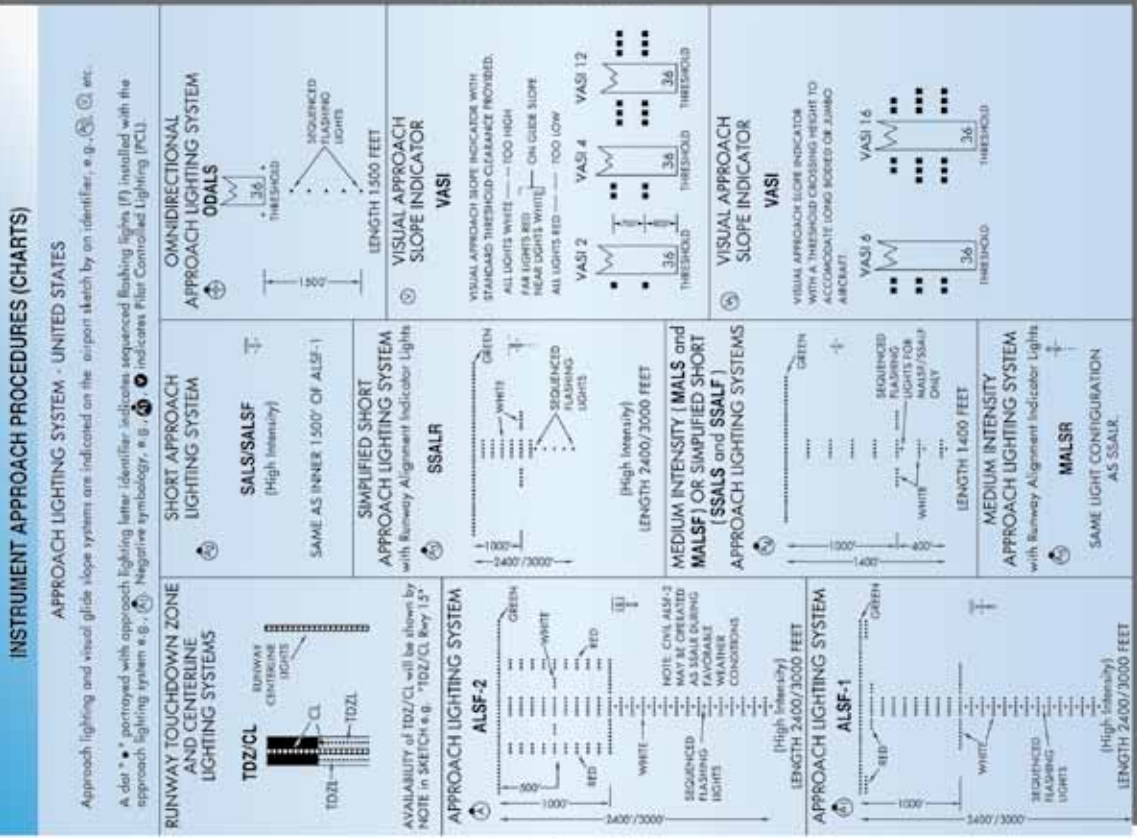 INSTRUMENT APPROACH PROCEDURES (CHARTS)
APPROACH LIGHTING SYSTEM - UNITED STATES
Approach lighting and visual glide slope systems are indicated on the airport sketch by an identifier, e.g., etc.
A dot "•" portrayed with approach lighting letter identifier indicates sequenced flashing lights (F) installed with the
approach lighting system e.g., Negative symbology, e.g., indicates Pilot Controlled Lighting (PCL).
RUNWAY TOUCHDOWN ZONE
AND CENTERLINE
LIGHTING SYSTEMS
TDZ/CL
RUNWAY
CENTERLINE
LIGHTS
CL
TDZL
TDZL
AVAILABILITY of TDZ/CL will be shown by
NOTE in SKETCH e.g. "TDZ/CL Rwy 15"
APPROACH LIGHTING SYSTEM
ALSF-2
GREEN
WHITE
RED
RED
500'
1000'
2400'/3000'
WHITE
SEQUENCED
FLASHING
LIGHTS
NOTE: CIVIL ALSF-2
MAY BE OPERATED
AS SSALR DURING
FAVORABLE
WEATHER
CONDITIONS
(High Intensity)
LENGTH 2400/3000 FEET
APPROACH LIGHTING SYSTEM
ALSF-1
GREEN
RED
1000'
WHITE
SEQUENCED
FLASHING
LIGHTS
2400'/3000'
(High Intensity)
LENGTH 2400/3000 FEET
SHORT APPROACH
LIGHTING SYSTEM
SALS/SALSF
(High Intensity)
SAME AS INNER 1500' OF ALSF-1
SIMPLIFIED SHORT
APPROACH LIGHTING SYSTEM
with Runway Alignment Indicator Lights
SSALR
GREEN
WHITE
1000'
2400'/3000'
SEQUENCED
FLASHING
LIGHTS
(High Intensity)
LENGTH 2400/3000 FEET
MEDIUM INTENSITY (MALS and
MALSF) OR SIMPLIFIED SHORT
(SSALS and SSALF)
APPROACH LIGHTING SYSTEMS
GREEN
1000'
400'
1400'
WHITE
SEQUENCED
FLASHING
LIGHTS FOR
MALSF/SSALF
ONLY
LENGTH 1400 FEET
MEDIUM INTENSITY
APPROACH LIGHTING SYSTEM
with Runway Alignment Indicator Lights
MALSR
SAME LIGHT CONFIGURATION
AS SSALR.
OMNIDIRECTIONAL
APPROACH LIGHTING SYSTEM
ODALS
36
THRESHOLD
1500'
SEQUENCED
FLASHING
LIGHTS
LENGTH 1500 FEET
VISUAL APPROACH
SLOPE INDICATOR
VASI
V
VISUAL APPROACH SLOPE INDICATOR WITH
STANDARD THRESHOLD CLEARANCE PROVIDED.
ALL LIGHTS WHITE — TOO HIGH
FAR LIGHTS RED
NEAR LIGHTS WHITE — ON GLIDE SLOPE
ALL LIGHTS RED — TOO LOW
VASI 2
VASI 4
VASI 12
36
36
36
THRESHOLD
THRESHOLD
THRESHOLD
VISUAL APPROACH
SLOPE INDICATOR
VASI
VISUAL APPROACH SLOPE INDICATOR
WITH A THRESHOLD CROSSING HEIGHT TO
ACCOMODATE LONG BODIED OR JUMBO
AIRCRAFT.
VASI 6
VASI 16
36
36
THRESHOLD
THRESHOLD